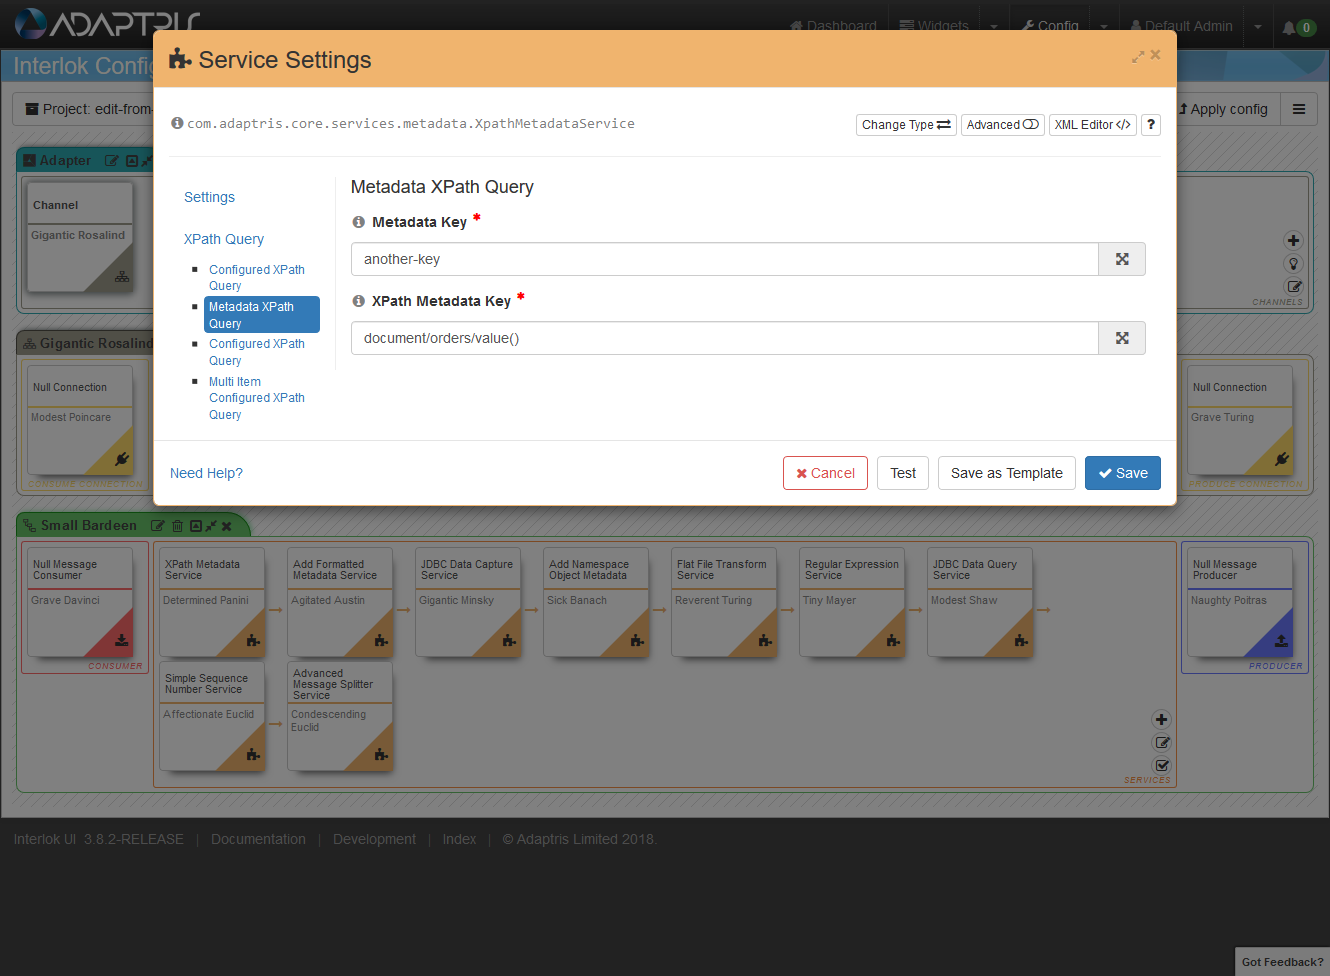 ADAPTRIS
Dashboard
Widgets
Config
Default Admin
0
Interlok Config
Service Settings
Project: edit-from-
Apply config
com.adaptris.core.services.metadata.XpathMetadataService
Change Type
Advanced
XML Editor </>
?
Adapter
Channel
Gigantic Rosalind
CHANNELS
Settings
XPath Query
Configured XPath
Query
Metadata XPath
Query
Configured XPath
Query
Multi Item
Configured XPath
Query
Metadata XPath Query
Metadata Key *
another-key
XPath Metadata Key *
document/orders/value()
Gigantic Rosalind
Null Connection
Modest Poincare
CONSUME CONNECTION
Null Connection
Grave Turing
PRODUCE CONNECTION
Need Help?
Cancel
Test
Save as Template
Save
Small Bardeen
Null Message
Consumer
Grave Davinci
CONSUMER
XPath Metadata
Service
Determined Panini
Add Formatted
Metadata Service
Agitated Austin
JDBC Data Capture
Service
Gigantic Minsky
Add Namespace
Object Metadata
Sick Banach
Flat File Transform
Service
Reverent Turing
Regular Expression
Service
Tiny Mayer
JDBC Data Query
Service
Modest Shaw
Null Message
Producer
Naughty Poitras
PRODUCER
Simple Sequence
Number Service
Affectionate Euclid
Advanced
Message Splitter
Service
Condescending
Euclid
SERVICES
Interlok UI 3.8.2-RELEASE | Documentation | Development | Index | © Adaptris Limited 2018.
Got Feedback?